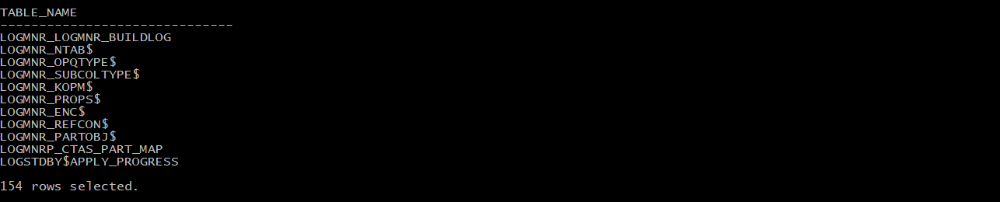 TABLE_NAME
------------------------------
LOGMNR_LOGMNR_BUILDLOG
LOGMNR_NTAB$
LOGMNR_OPQTYPE$
LOGMNR_SUBCOLTYPE$
LOGMNR_KOPM$
LOGMNR_PROPS$
LOGMNR_ENC$
LOGMNR_REFCON$
LOGMNR_PARTOBJ$
LOGMNRP_CTAS_PART_MAP
LOGSTDBY$APPLY_PROGRESS
154 rows selected.